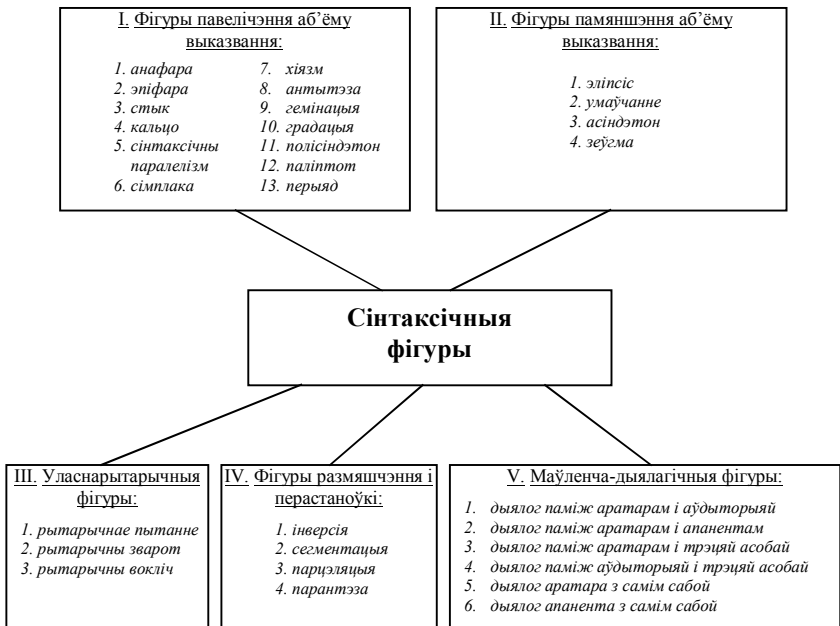 I. Фігуры павелічэння аб’ёму
выказвання:
1. анафара
2. эпіфара
3. стык
4. кальцо
5. сінтаксічны
паралелізм
6. сімплака
7. хіязм
8. антытэза
9. гемінацыя
10. градацыя
11. полісіндэтон
12. паліптот
13. перыяд
II. Фігуры памяншэння аб’ёму
выказвання:
1. эліпсіс
2. умаўчанне
3. асіндэтон
4. зеўгма
Сінтаксічныя
фігуры
III. Уласнарытарычныя
фігуры:
1. рытарычнае пытанне
2. рытарычны зварот
3. рытарычны вокліч
IV. Фігуры размяшчэння і
перастаноўкі:
1. інверсія
2. сегментацыя
3. парцэляцыя
4. парантэза
V. Маўленча-дыялагічныя фігуры:
1. дыялог паміж аратарам і аўдыторыяй
2. дыялог паміж аратарам і апанентам
3. дыялог паміж аратарам і трэцяй асобай
4. дыялог паміж аўдыторыяй і трэцяй асобай
5. дыялог аратара з самім сабой
6. дыялог апанента з самім сабой